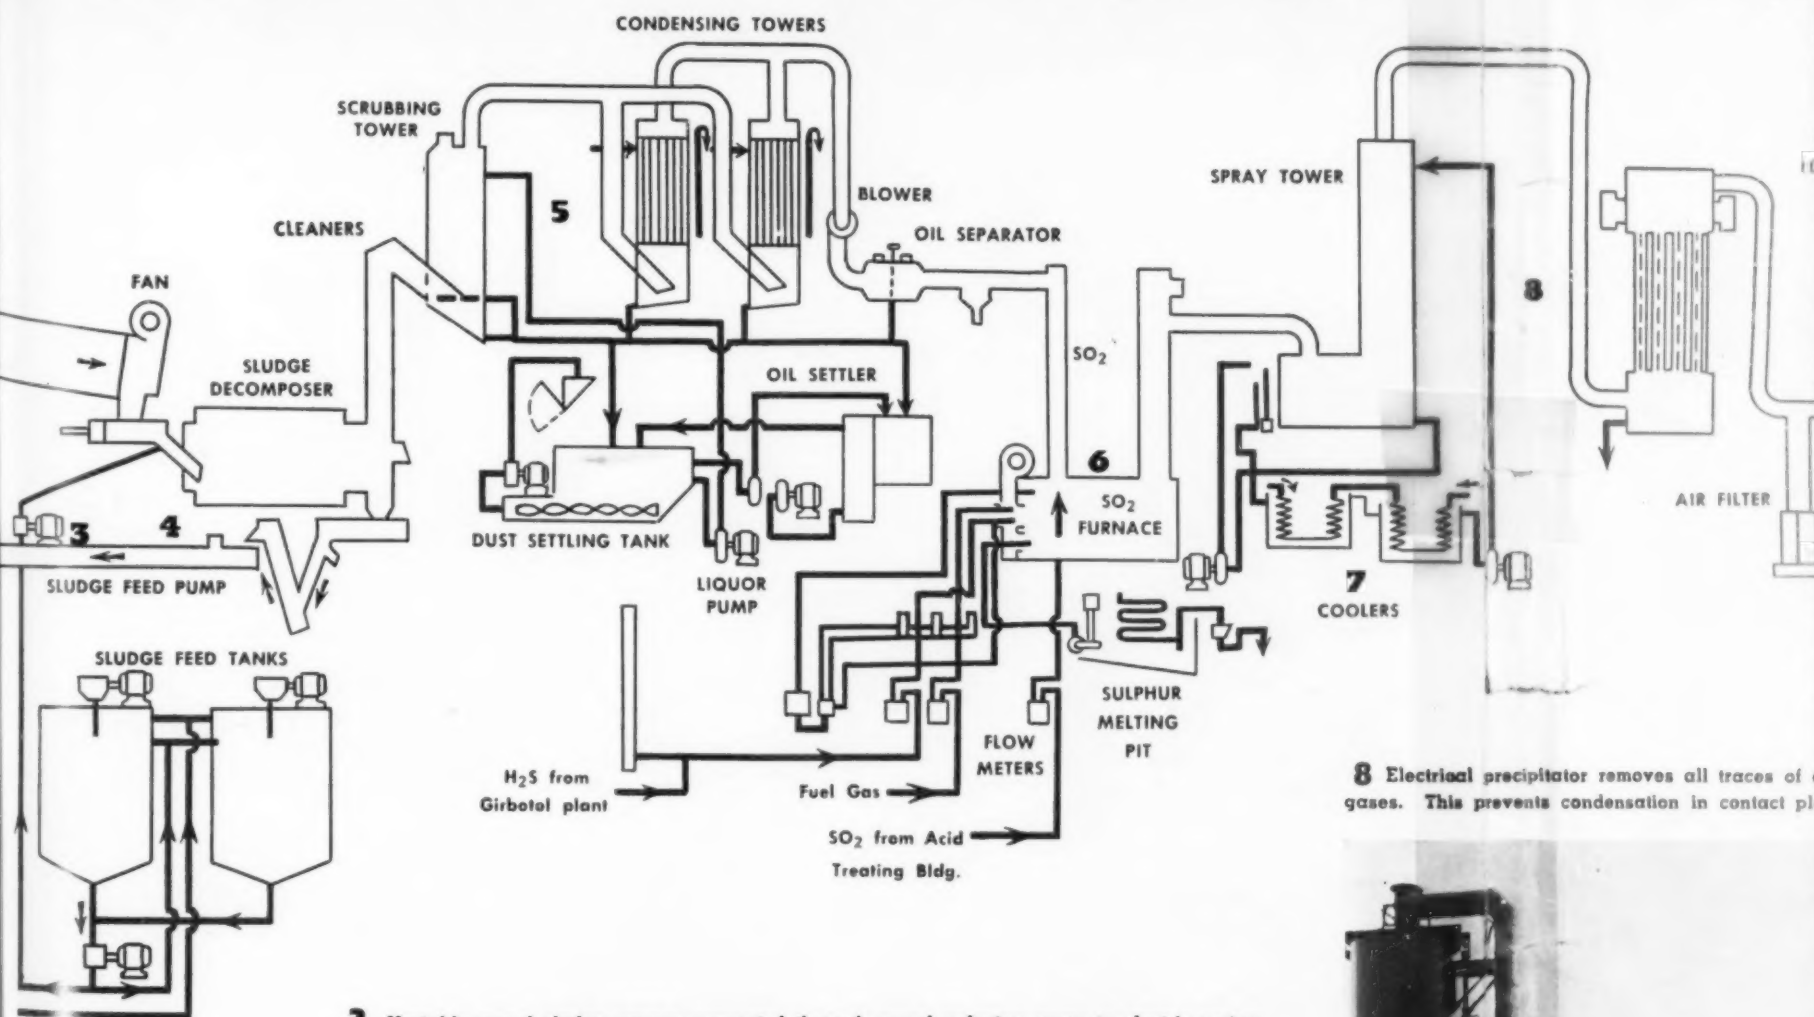 CONDENSING TOWERS
SCRUBBING
TOWER
5
BLOWER
CLEANERS
OIL SEPARATOR
SPRAY TOWER
FAN
8
SLUDGE
DECOMPOSER
OIL SETTLER
SO2
6
SO2
FURNACE
AIR FILTER
3
4
DUST SETTLING TANK
SLUDGE FEED PUMP
LIQUOR
PUMP
7
COOLERS
SLUDGE FEED TANKS
SULPHUR
MELTING
PIT
FLOW
METERS
H2S from
Girbotol plant
Fuel Gas
SO2 from Acid
Treating Bldg.
8 Electrical precipitator removes all traces of
gases. This prevents condensation in contact